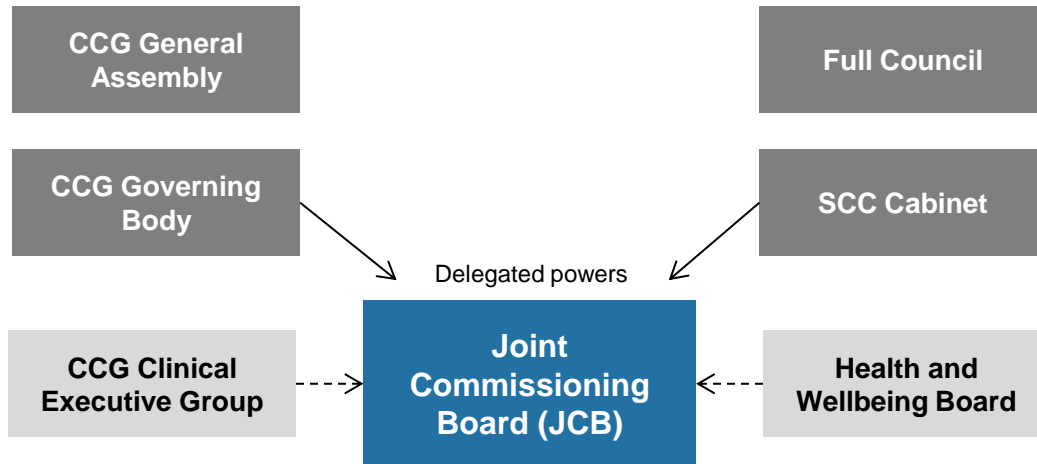 CCG General
Assembly
Full Council
CCG Governing
Body
SCC Cabinet
Delegated powers
CCG Clinical
Executive Group
Joint
Commissioning
Board (JCB)
Health and
Wellbeing Board